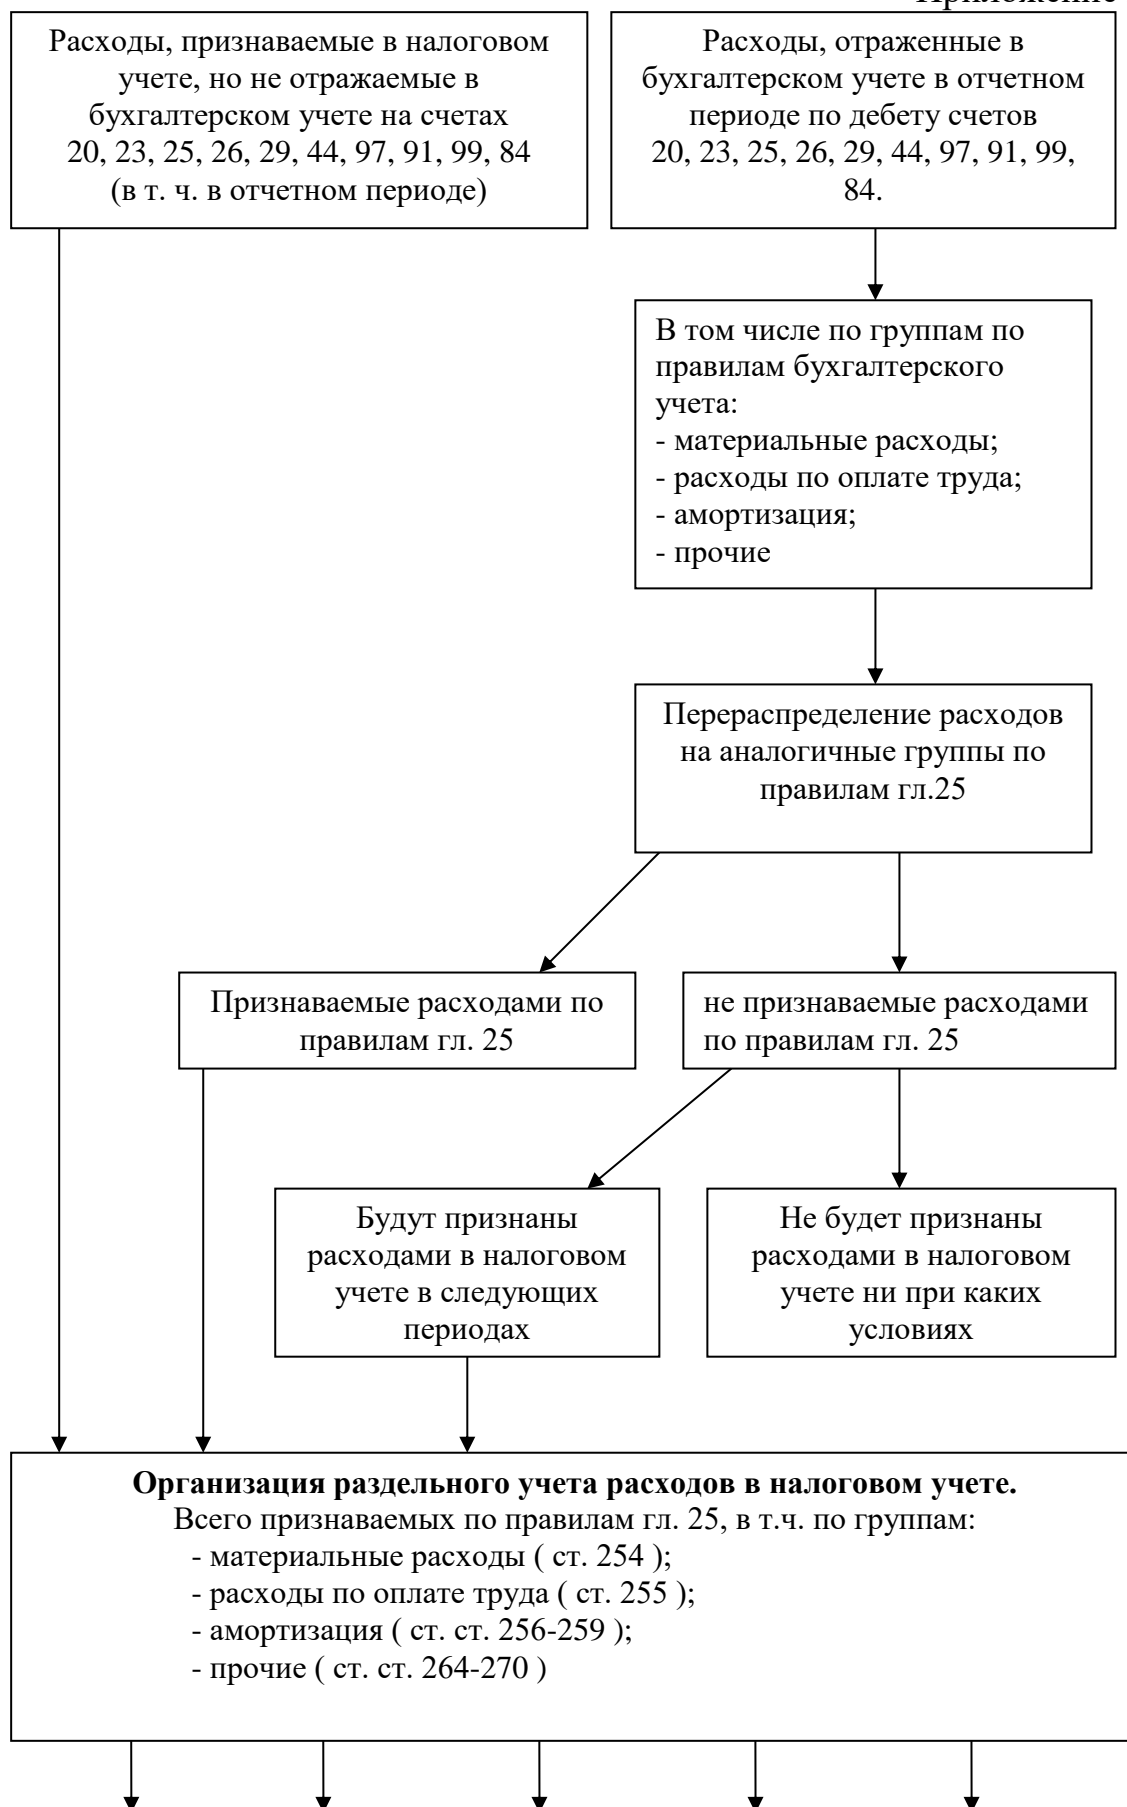 Приложение
Расходы, признаваемые в налоговом
учете, но не отражаемые в
бухгалтерском учете на счетах
20, 23, 25, 26, 29, 44, 97, 91, 99, 84
(в т. ч. в отчетном периоде)
Расходы, отраженные в
бухгалтерском учете в отчетном
периоде по дебету счетов
20, 23, 25, 26, 29, 44, 97, 91, 99,
84.
В том числе по группам по
правилам бухгалтерского
учета:
- материальные расходы;
- расходы по оплате труда;
- амортизация;
- прочие
Перераспределение расходов
на аналогичные группы по
правилам гл.25
Признаваемые расходами по
правилам гл. 25
не признаваемые расходами
по правилам гл. 25
Будут признаны
расходами в налоговом
учете в следующих
периодах
Не будет признаны
расходами в налоговом
учете ни при каких
условиях
Организация раздельного учета расходов в налоговом учете.
Всего признаваемых по правилам гл. 25, в т.ч. по группам:
- материальные расходы ( ст. 254 );
- расходы по оплате труда ( ст. 255 );
- амортизация ( ст. ст. 256-259 );
- прочие ( ст. ст. 264-270 )